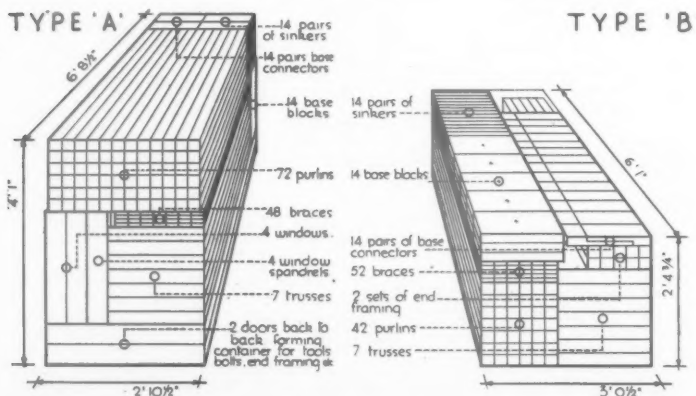 TYPE 'A'
14 pairs
of sinkers
14 pairs base
connectors
14 base
blocks
72 purlins
48 braces
4 windows
4 window
spandrels
7 trusses
2 doors back to
back forming
container for tools
bolts, end framing etc
6' 8½"
4' 1"
2' 10½"
TYPE 'B
14 pairs of
sinkers
14 base blocks
14 pairs of base
connectors
52 braces
2 sets of end
framing
42 purlins
7 trusses
6' 1"
2' 4¾"
3' 0½"